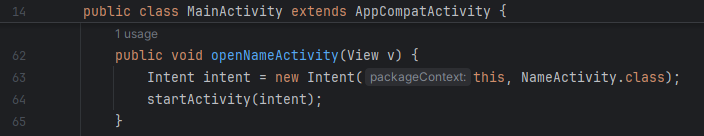 14 public class MainActivity extends AppCompatActivity {
1 usage
62 public void openNameActivity(View v) {
63 Intent intent = new Intent( packageContext: this, NameActivity.class);
64 startActivity(intent);
65 }